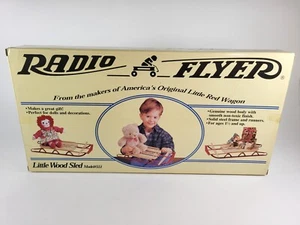 RADIO FLYER®
From the makers of America's Original Little Red Wagon
•Makes a great gift!
•Perfect for dolls and decorations.
•Genuine wood body with
smooth non-toxic finish.
•Solid steel frame and runners.
•For ages 1½ and up
Little Wood Sled